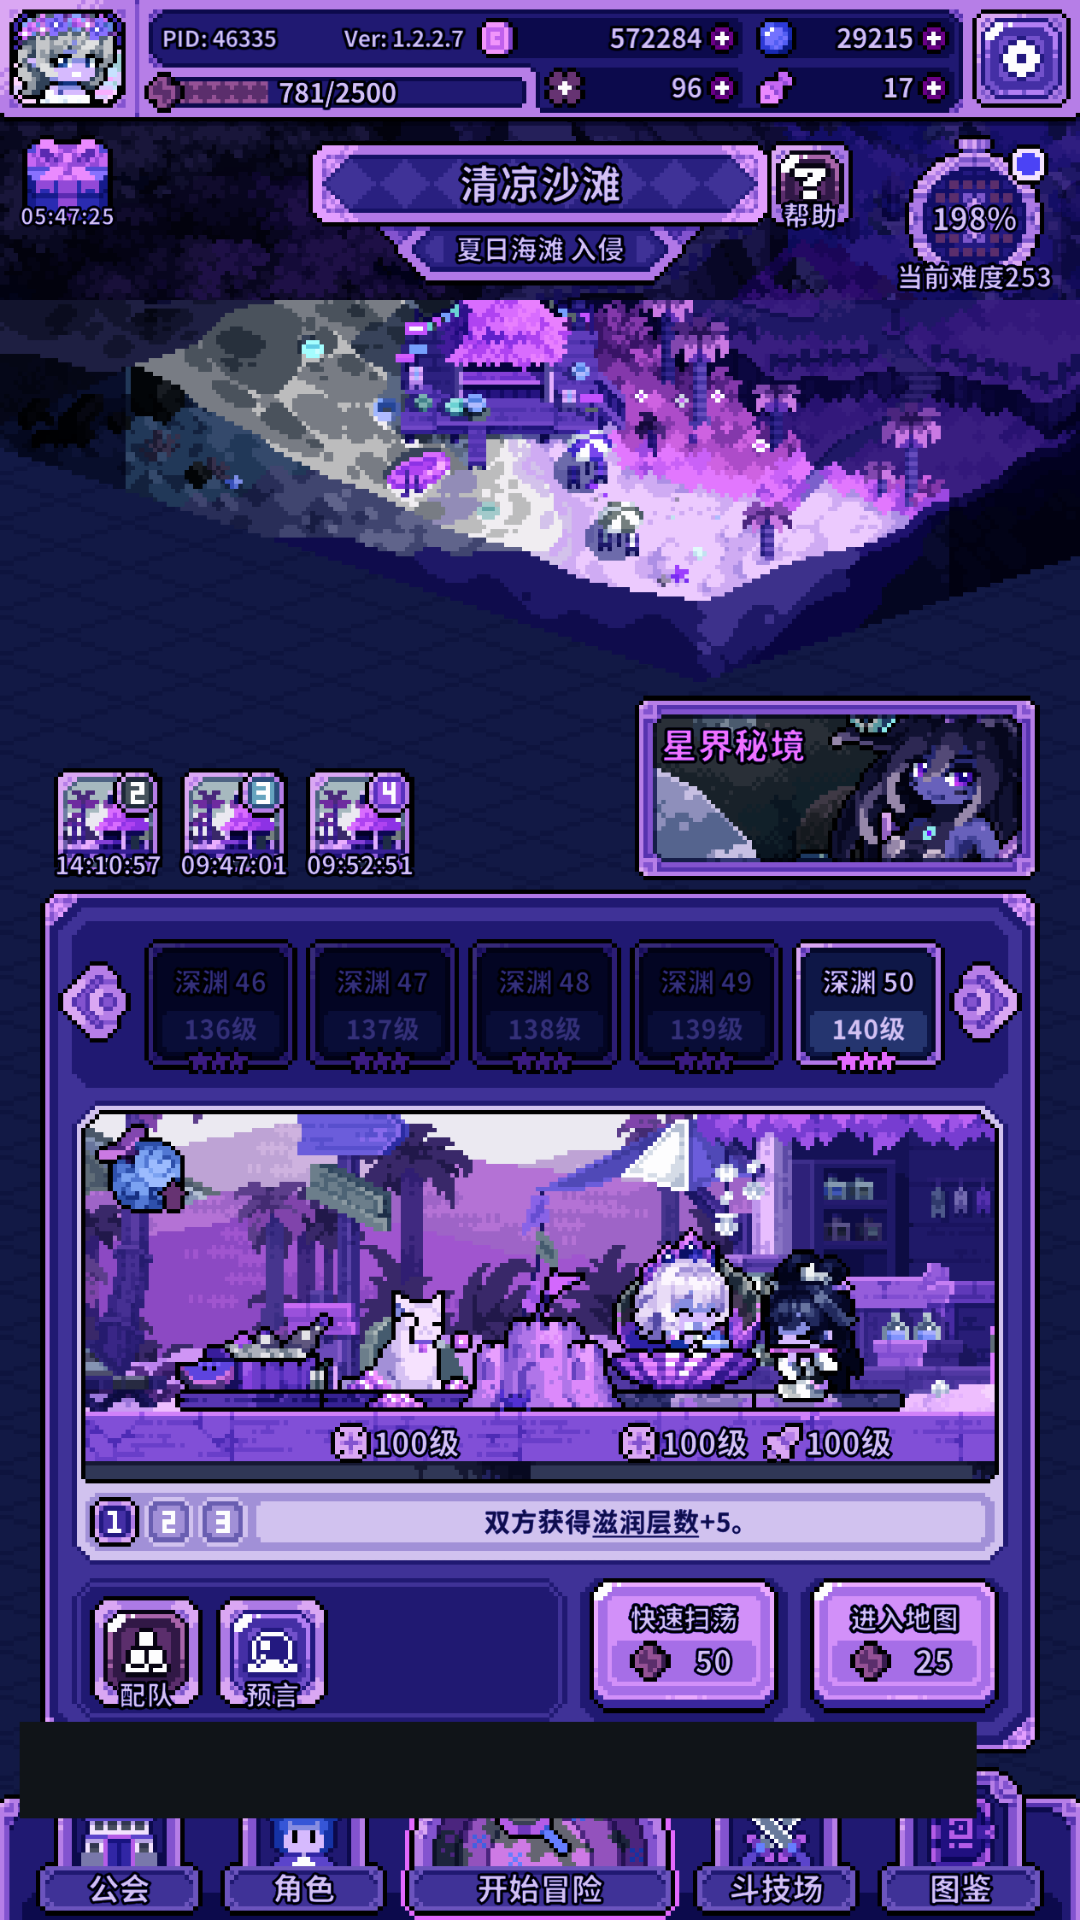 PID: 46335
Ver: 1.2.2.7
572284
29215
781/2500
96
17
05:47:25
清凉沙滩
帮助
夏日海滩 入侵
198%
当前难度253
星界秘境
2
3
4
14:10:57
09:47:01
09:52:51
深渊 46
深渊 47
深渊 48
深渊 49
深渊 50
136级
137级
138级
139级
140级
100级
100级
100级
1
2
3
双方获得滋润层数+5。
配队
预言
快速扫荡
50
进入地图
25
公会
角色
开始冒险
斗技场
图鉴